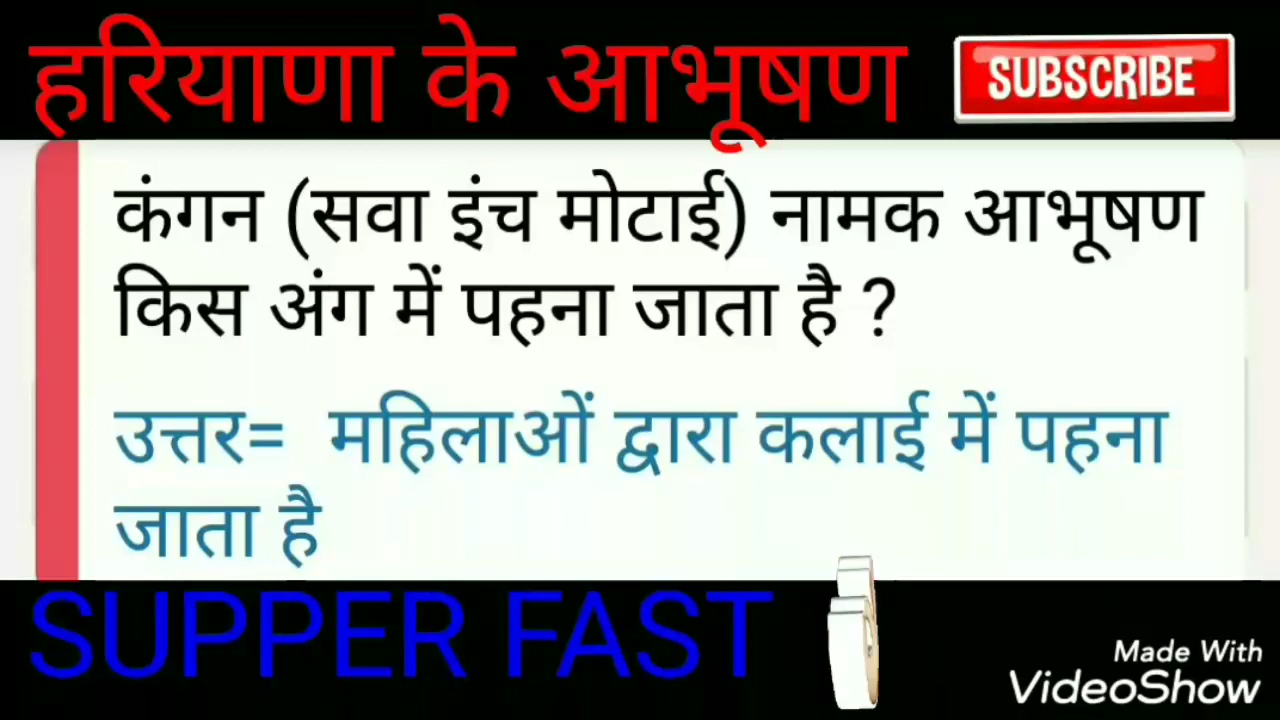 हरियाणा के आभूषण
SUBSCRIBE
कंगन (सवा इंच मोटाई) नामक आभूषण
किस अंग में पहना जाता है ?
उत्तर= महिलाओं द्वारा कलाई में पहना
जाता है
SUPPER FAST
Made With
VideoShow